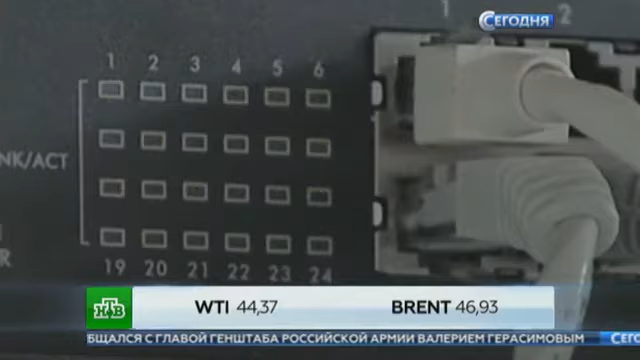 СЕГОДНЯ
1 2
1 2 3 4 5 6
NK/ACT
R
19 20 21 22 23 24
НТВ
WTI 44,37 BRENT 46,93
БЩАЛСЯ С ГЛАВОЙ ГЕНШТАБА РОССИЙСКОЙ АРМИИ ВАЛЕРИЕМ ГЕРАСИМОВЫМ СЕГО